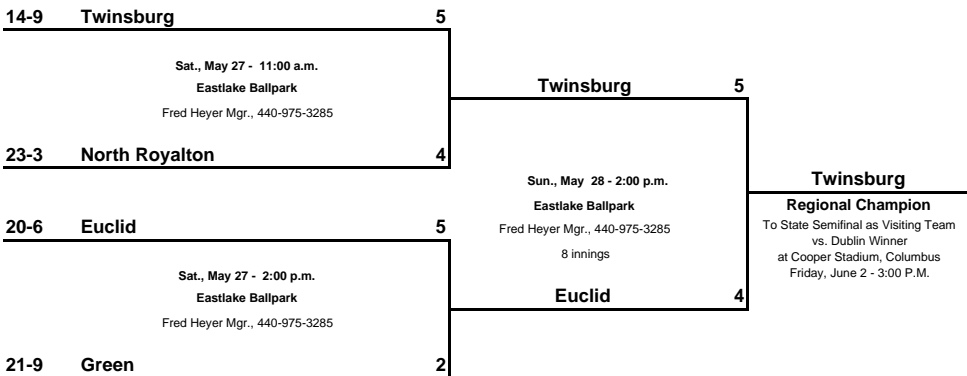 14-9 Twinsburg 5
Sat., May 27 - 11:00 a.m.
Eastlake Ballpark
Fred Heyer Mgr., 440-975-3285
23-3 North Royalton 4
Twinsburg 5
Sun., May 28 - 2:00 p.m.
Eastlake Ballpark
Fred Heyer Mgr., 440-975-3285
8 innings
Euclid 4
20-6 Euclid 5
Sat., May 27 - 2:00 p.m.
Eastlake Ballpark
Fred Heyer Mgr., 440-975-3285
21-9 Green 2
Twinsburg
Regional Champion
To State Semifinal as Visiting Team
vs. Dublin Winner
at Cooper Stadium, Columbus
Friday, June 2 - 3:00 P.M.